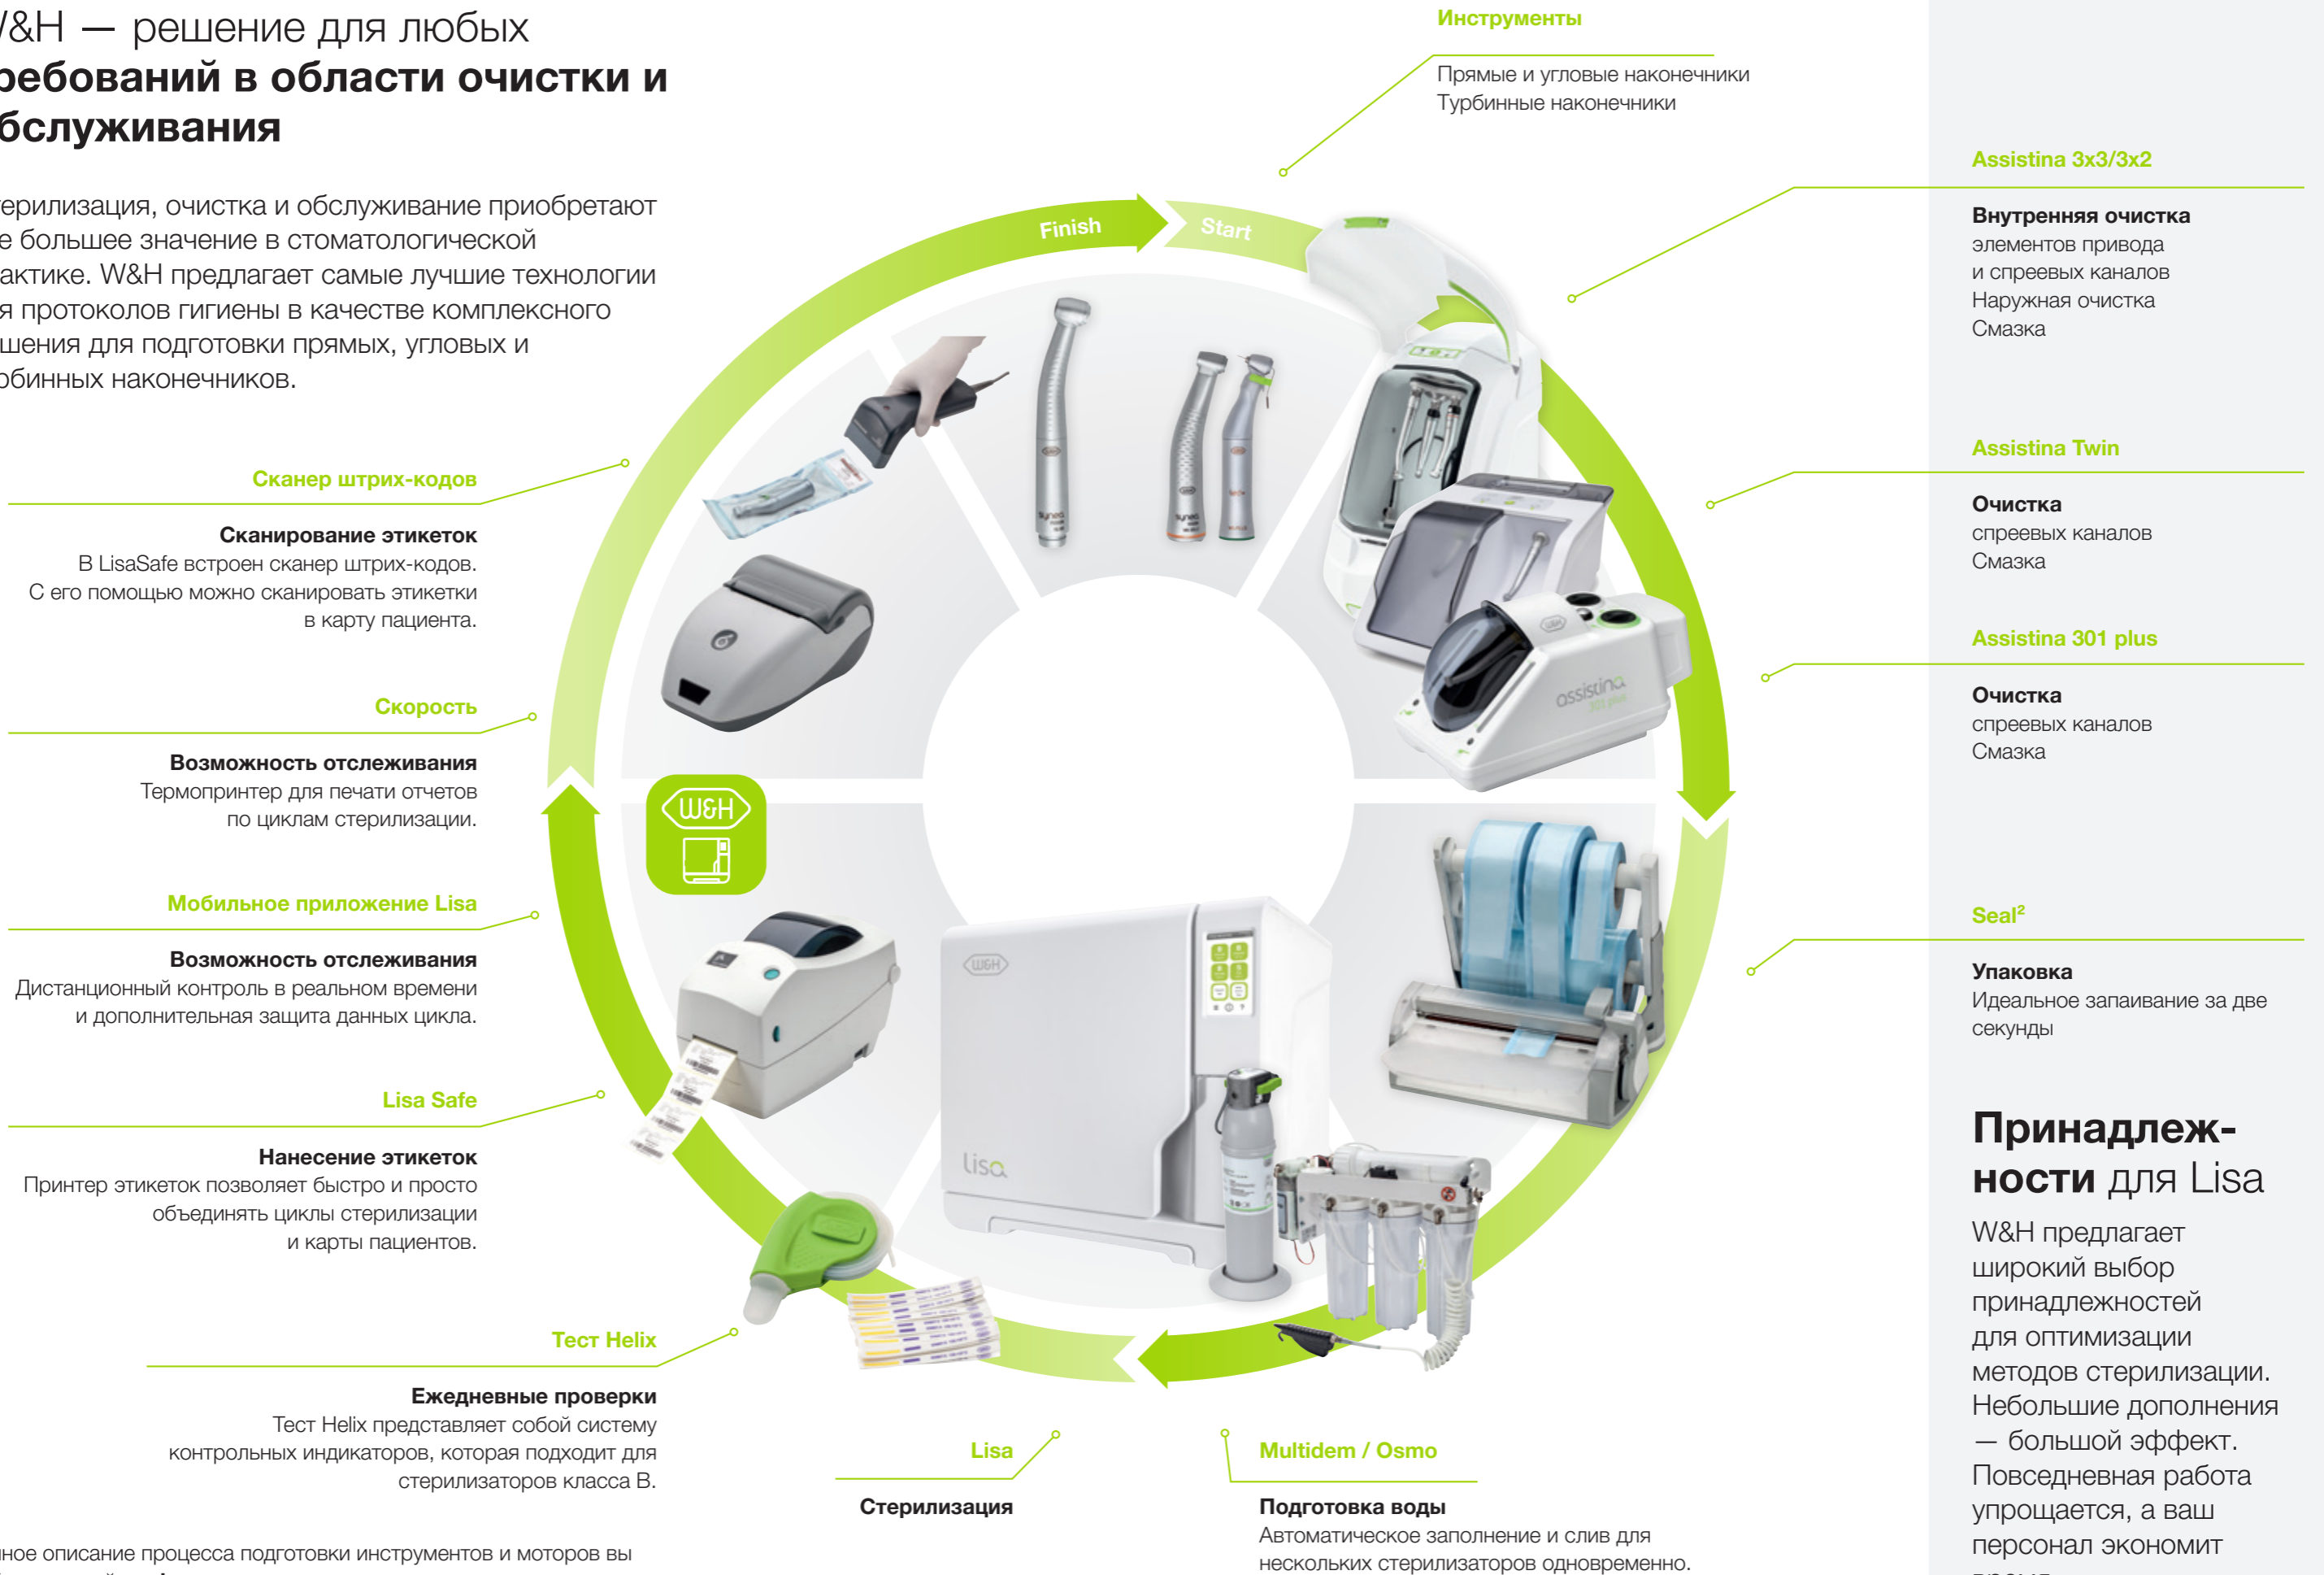 W&H — решение для любых
требований в области очистки и
обслуживания
ерилизация, очистка и обслуживание приобретают
е большее значение в стоматологической
актике. W&H предлагает самые лучшие технологии
я протоколов гигиены в качестве комплексного
шения для подготовки прямых, угловых и
рбинных наконечников.
Инструменты
Прямые и угловые наконечники
Турбинные наконечники
Finish
Start
Assistina 3x3/3x2
Внутренняя очистка
элементов привода
и спреевых каналов
Наружная очистка
Смазка
Assistina Twin
Очистка
спреевых каналов
Смазка
Assistina 301 plus
Очистка
спреевых каналов
Смазка
Seal²
Упаковка
Идеальное запаивание за две
секунды
Сканер штрих-кодов
Сканирование этикеток
В LisaSafe встроен сканер штрих-кодов.
С его помощью можно сканировать этикетки
в карту пациента.
Скорость
Возможность отслеживания
Термопринтер для печати отчетов
по циклам стерилизации.
Мобильное приложение Lisa
Возможность отслеживания
Дистанционный контроль в реальном времени
и дополнительная защита данных цикла.
Lisa Safe
Нанесение этикеток
Принтер этикеток позволяет быстро и просто
объединять циклы стерилизации
и карты пациентов.
Тест Helix
Ежедневные проверки
Тест Helix представляет собой систему
контрольных индикаторов, которая подходит для
стерилизаторов класса B.
Lisa
Стерилизация
Multidem / Osmo
Подготовка воды
Автоматическое заполнение и слив для
нескольких стерилизаторов одновременно.
W&H
W&H
Lisa
synea
synea
assistina
301 plus
Принадлеж-
ности для Lisa
W&H предлагает
широкий выбор
принадлежностей
для оптимизации
методов стерилизации.
Небольшие дополнения
— большой эффект.
Повседневная работа
упрощается, а ваш
персонал экономит
ное описание процесса подготовки инструментов и моторов вы